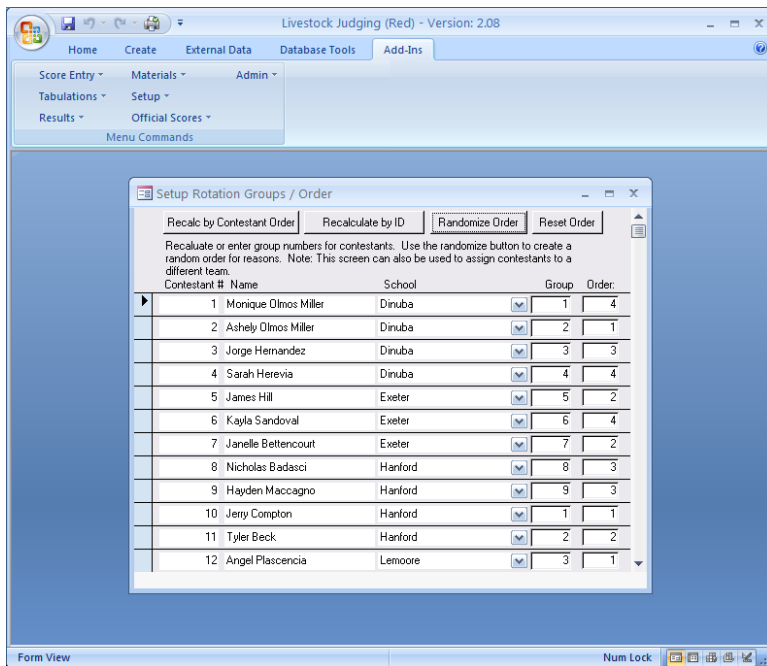 Livestock Judging (Red) - Version: 2.08
Home Create External Data Database Tools Add-Ins
Score Entry Materials Admin
Tabulations Setup
Results Official Scores
Menu Commands
Setup Rotation Groups / Order
Recalc by Contestant Order Recalculate by ID Randomize Order Reset Order
Recaluate or enter group numbers for contestants. Use the randomize button to create a
random order for reasons. Note: This screen can also be used to assign contestants to a
different team.
Contestant # Name School Group Order:
1 Monique Olmos Miller Dinuba 1 4
2 Ashely Olmos Miller Dinuba 2 1
3 Jorge Hernandez Dinuba 3 3
4 Sarah Herevia Dinuba 4 4
5 James Hill Exeter 5 2
6 Kayla Sandoval Exeter 6 4
7 Janelle Bettencourt Exeter 7 2
8 Nicholas Badasci Hanford 8 3
9 Hayden Maccagno Hanford 9 3
10 Jerry Compton Hanford 1 1
11 Tyler Beck Hanford 2 2
12 Angel Plascencia Lemoore 3 1
Form View Num Lock